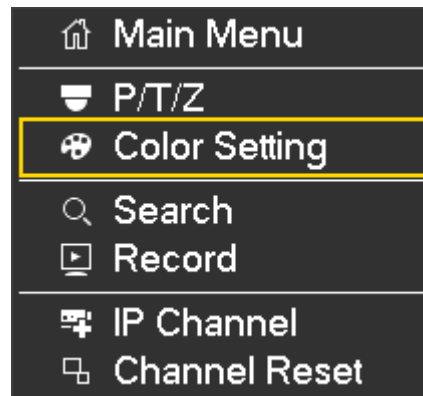 Main Menu
P/T/Z
Color Setting
Search
Record
IP Channel
Channel Reset